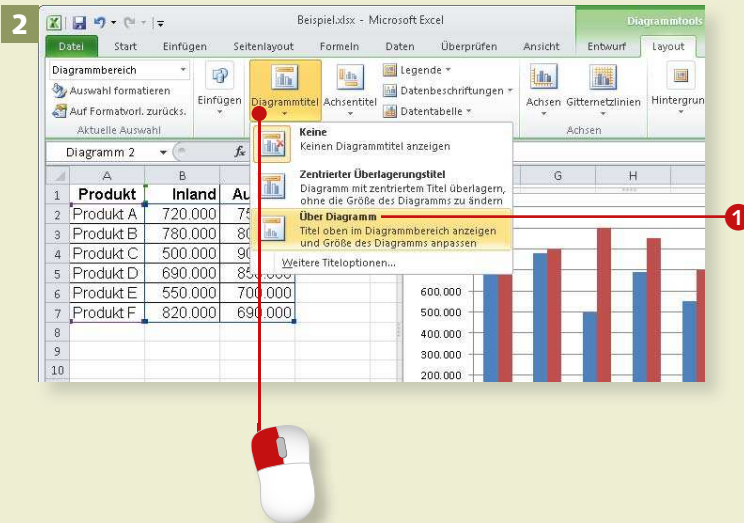 2
Beispiel.xlsx - Microsoft Excel
Diagrammtools
Datei Start Einfügen Seitenlayout Formeln Daten Überprüfen Ansicht Entwurf Layout
Diagrammbereich
Auswahl formatieren
Auf Formatvorl. zurücks.
Aktuelle Auswahl
Einfügen
Diagrammtitel
Achsentitel
Legende
Datenbeschriftungen
Datentabelle
Achsen
Gitternetzlinien
Achsen
Hintergrun
Keine
Keinen Diagrammtitel anzeigen
Zentrierter Überlagerungstitel
Diagramm mit zentriertem Titel überlagern,
ohne die Größe des Diagramms zu ändern
Über Diagramm
Titel oben im Diagrammbereich anzeigen
und Größe des Diagramms anpassen
Weitere Titeloptionen...
1
Diagramm 2 fx
A B G H
1 Produkt Inland
2 Produkt A 720.000
3 Produkt B 780.000
4 Produkt C 500.000
5 Produkt D 690.000 850.000
6 Produkt E 550.000 700.000
7 Produkt F 820.000 690.000
8
9
10
600.000
500.000
400.000
300.000
200.000